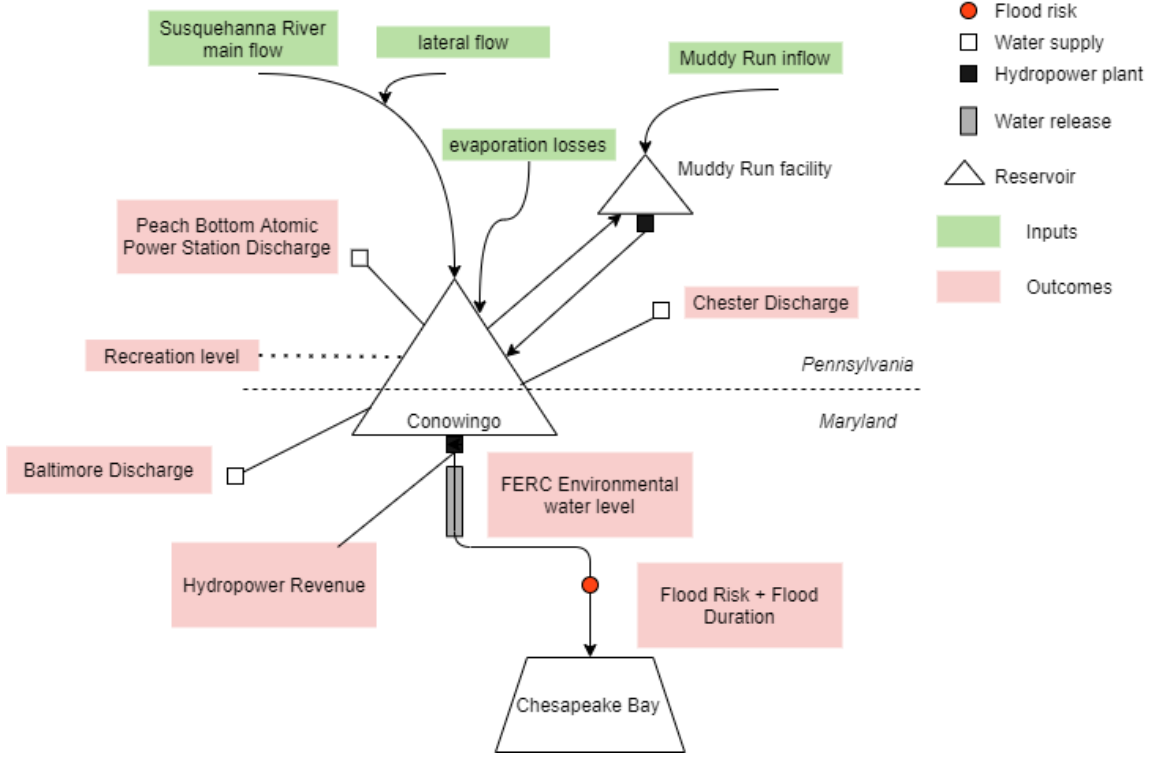 Susquehanna River
main flow
lateral flow
Muddy Run inflow
evaporation losses
Muddy Run facility
Peach Bottom Atomic
Power Station Discharge
Chester Discharge
Recreation level
Pennsylvania
Maryland
Conowingo
Baltimore Discharge
FERC Environmental
water level
Hydropower Revenue
Flood Risk + Flood
Duration
Chesapeake Bay
Flood risk
Water supply
Hydropower plant
Water release
Reservoir
Inputs
Outcomes